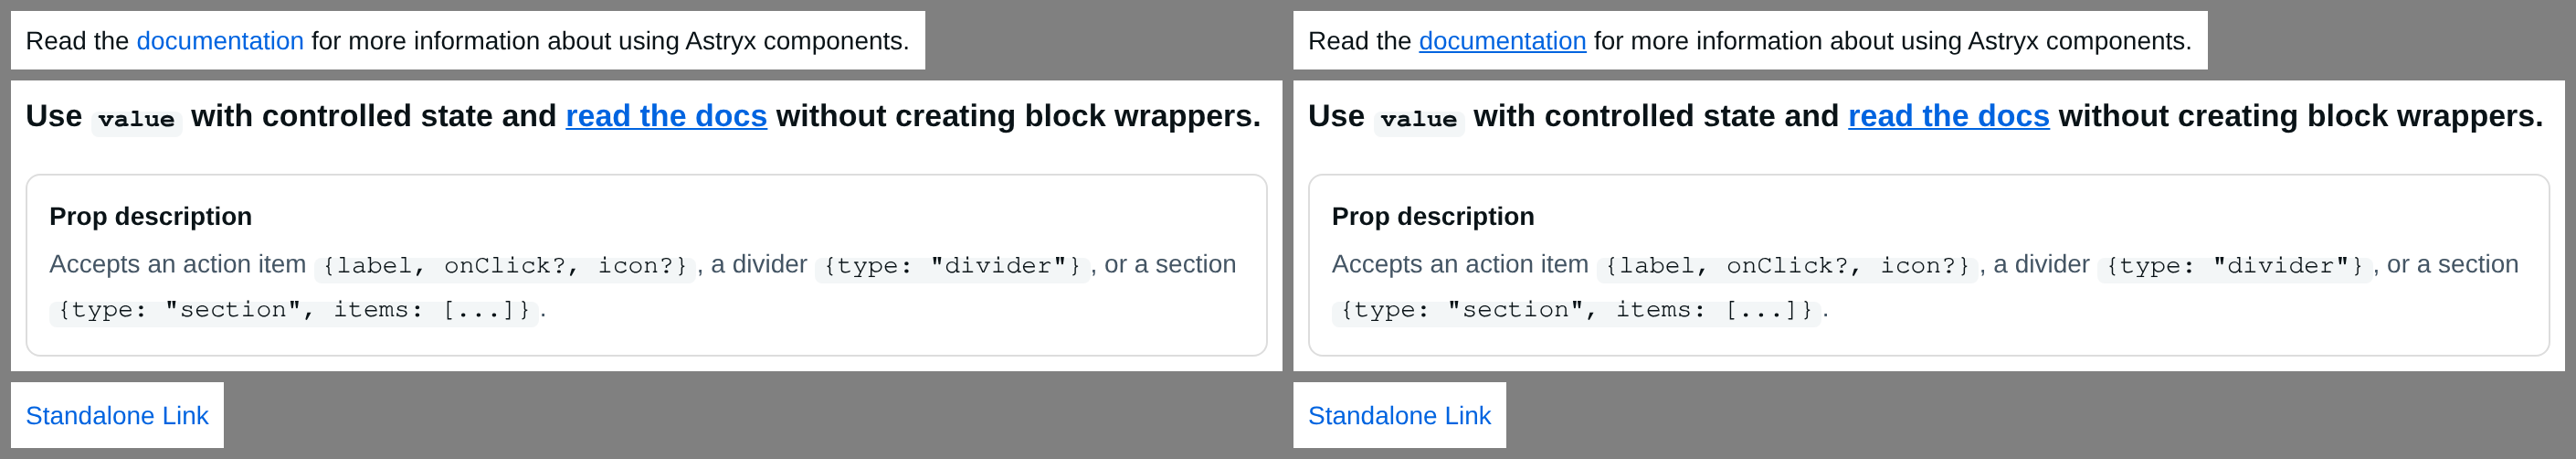 Read the documentation for more information about using Astryx components.
Use value with controlled state and read the docs without creating block wrappers.
Prop description
Accepts an action item {label, onClick?, icon?}, a divider {type: "divider"}, or a section
{type: "section", items: [...]}.
Standalone Link
Read the documentation for more information about using Astryx components.
Use value with controlled state and read the docs without creating block wrappers.
Prop description
Accepts an action item {label, onClick?, icon?}, a divider {type: "divider"}, or a section
{type: "section", items: [...]}.
Standalone Link